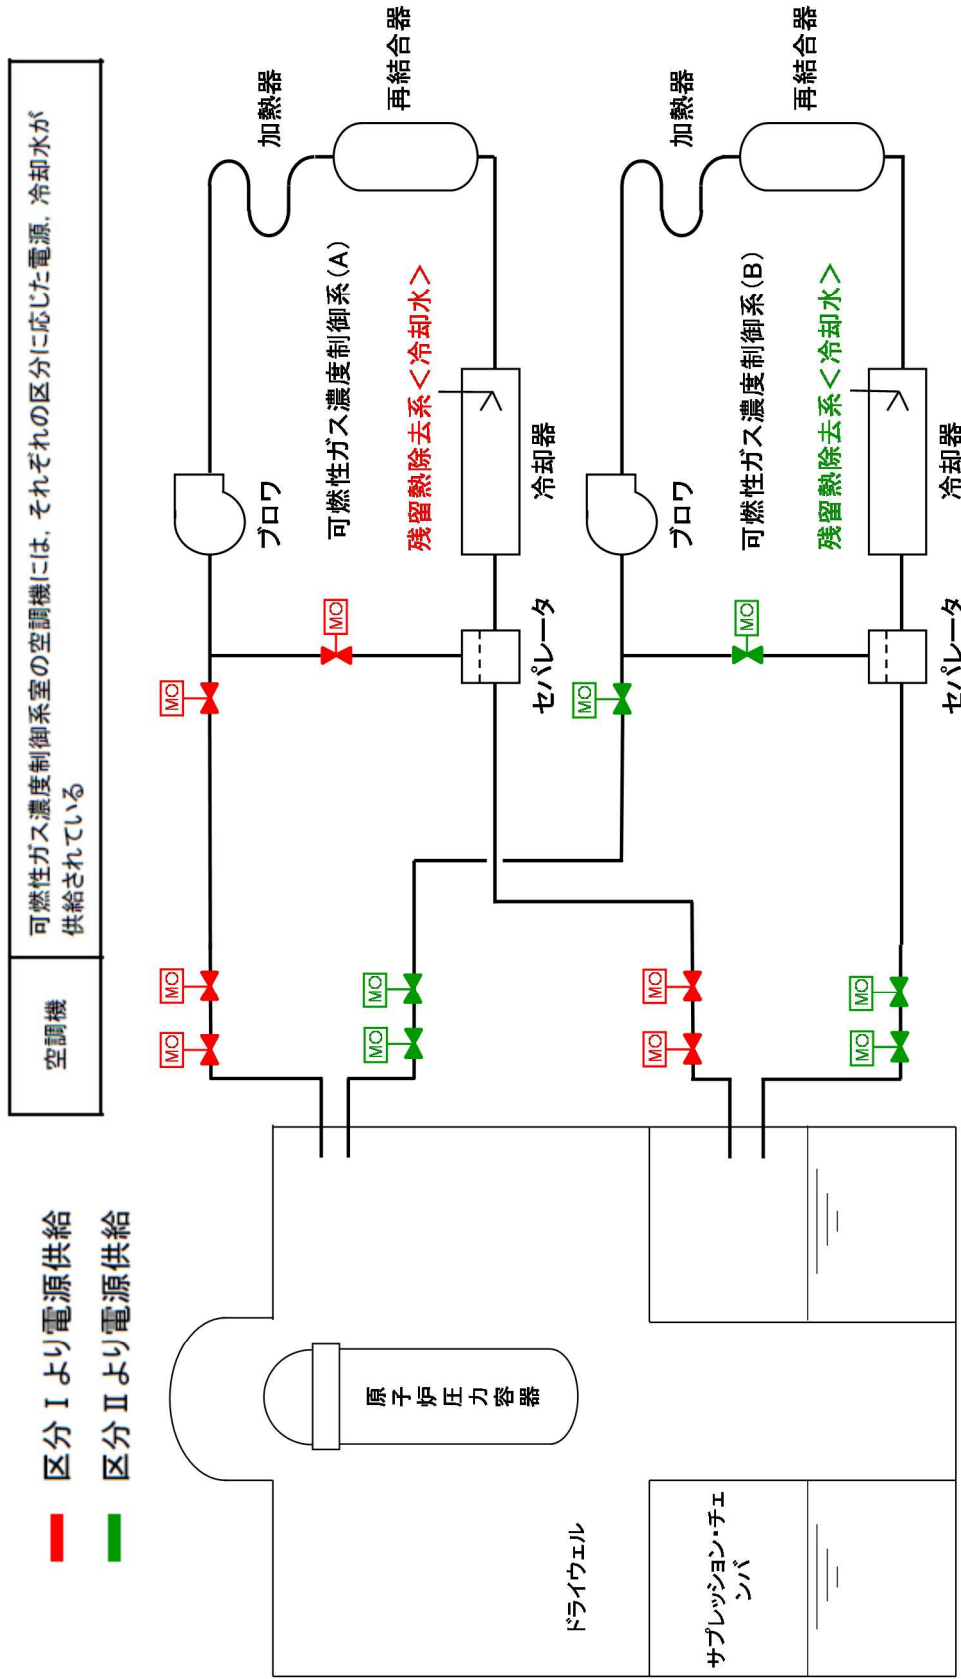 区分Ⅰより電源供給
区分Ⅱより電源供給
空調機
可燃性ガス濃度制御系室の空調機には，それぞれの区分に応じた電源，冷却水が
供給されている
MO
MO
MO
ブロワ
加熱器
MO
可燃性ガス濃度制御系(A)
再結合器
残留熱除去系＜冷却水＞
MO
MO
セパレータ
冷却器
原子炉圧力容器
ドライウェル
MO
ブロワ
加熱器
MO
MO
MO
可燃性ガス濃度制御系(B)
再結合器
サプレッション・チェ
ンバ
残留熱除去系＜冷却水＞
MO
MO
セパレータ
冷却器